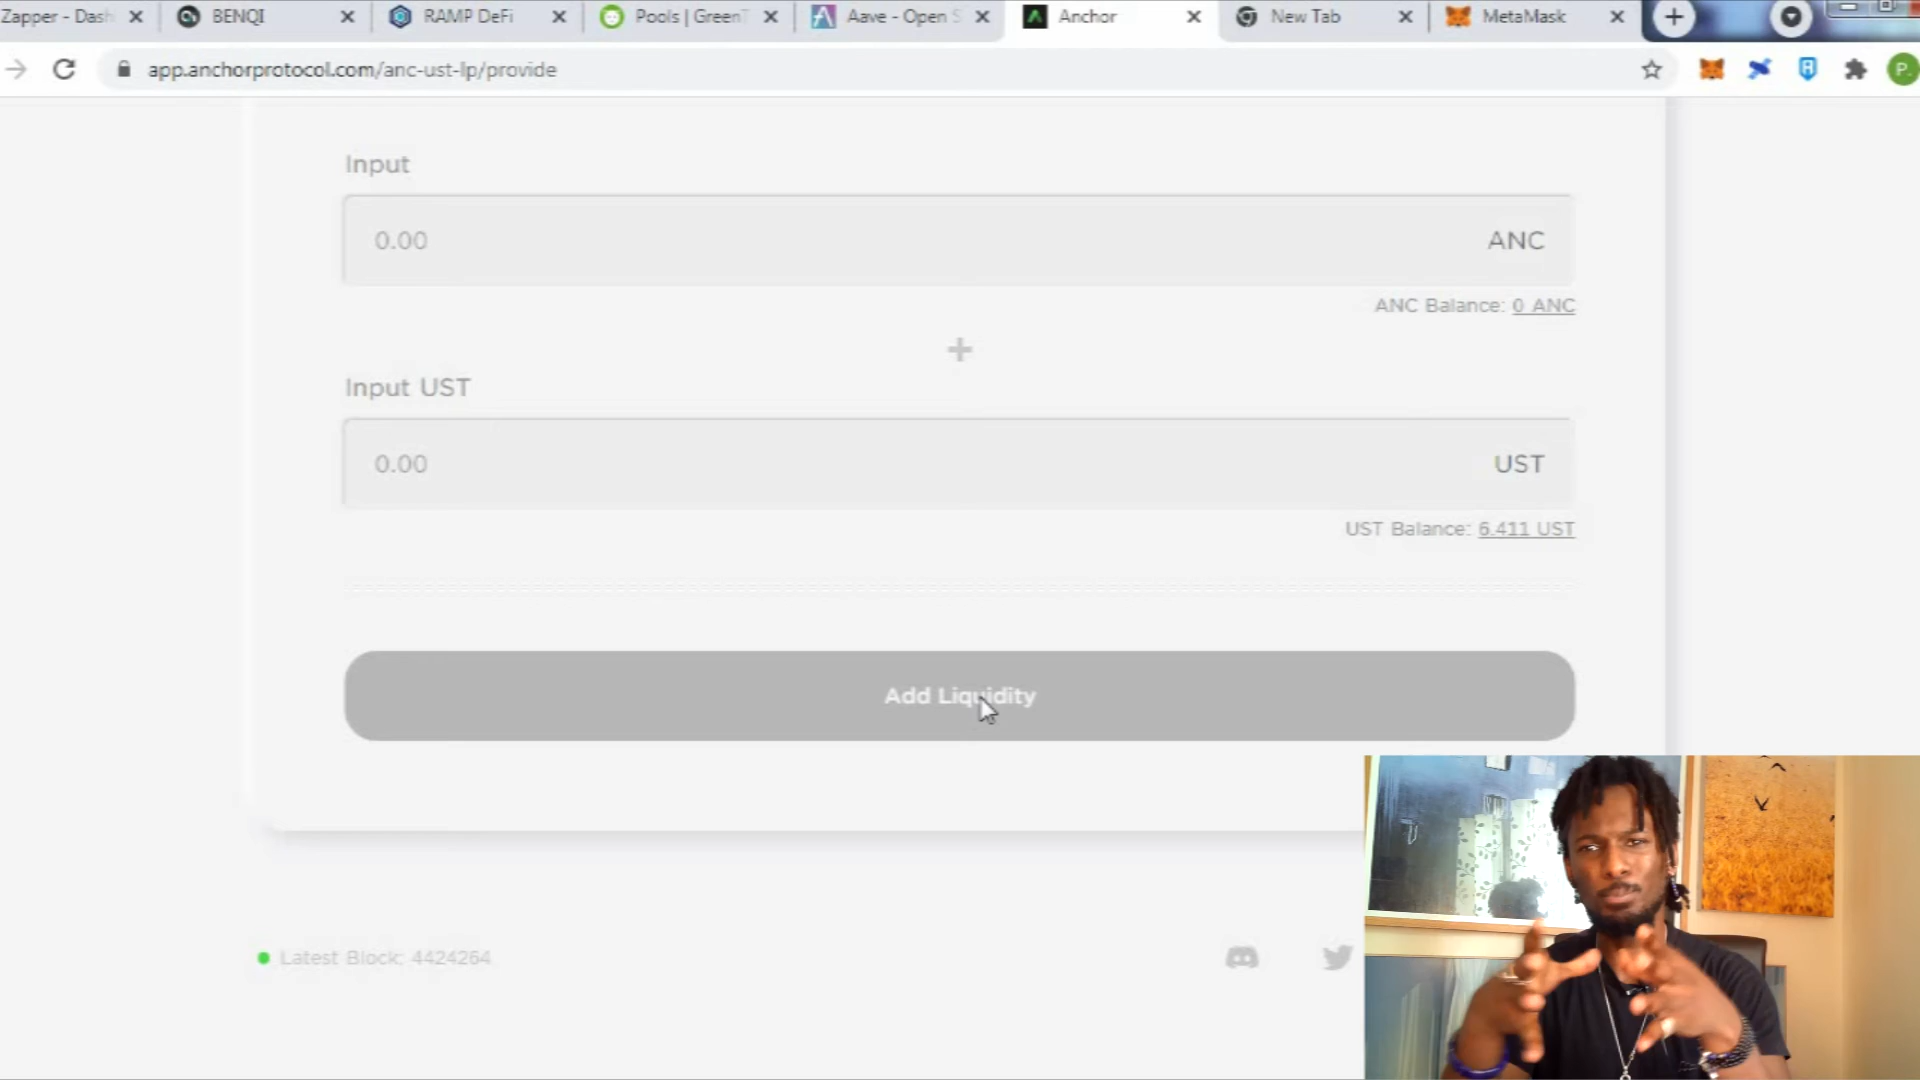 Zapper - Dash
BENQI
RAMP DeFi
Pools | GreenT
Aave - Open S
Anchor
New Tab
MetaMask
app.anchorprotocol.com/anc-ust-lp/provide
P.
Input
0.00
ANC
ANC Balance: 0 ANC
+
Input UST
0.00
UST
UST Balance: 6.411 UST
Add Liquidity
Latest Block: 4424264